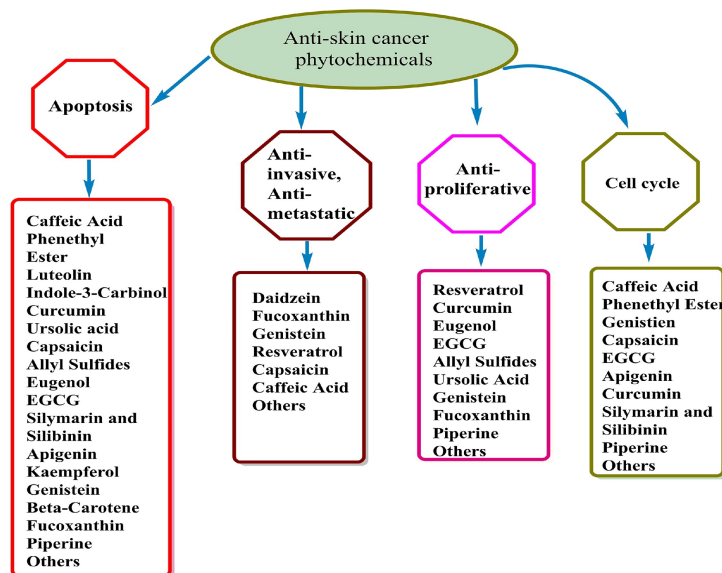 Anti-skin cancer
phytochemicals
Apoptosis
Anti-
invasive,
Anti-
metastatic
Anti-
proliferative
Cell cycle
Caffeic Acid
Phenethyl
Ester
Luteolin
Indole-3-Carbinol
Curcumin
Ursolic acid
Capsaicin
Allyl Sulfides
Eugenol
EGCG
Silymarin and
Silibinin
Apigenin
Kaempferol
Genistein
Beta-Carotene
Fucoxanthin
Piperine
Others
Daidzein
Fucoxanthin
Genistein
Resveratrol
Capsaicin
Caffeic Acid
Others
Resveratrol
Curcumin
Eugenol
EGCG
Allyl Sulfides
Ursolic Acid
Genistein
Fucoxanthin
Piperine
Others
Caffeic Acid
Phenethyl Ester
Genistien
Capsaicin
EGCG
Apigenin
Curcumin
Silymarin and
Silibinin
Piperine
Others